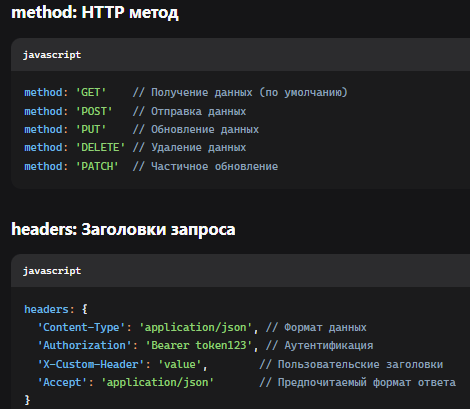 method: HTTP метод
javascript
method: 'GET'    // Получение данных (по умолчанию)
method: 'POST'   // Отправка данных
method: 'PUT'    // Обновление данных
method: 'DELETE' // Удаление данных
method: 'PATCH'  // Частичное обновление
headers: Заголовки запроса
javascript
headers: {
  'Content-Type': 'application/json', // Формат данных
  'Authorization': 'Bearer token123', // Аутентификация
  'X-Custom-Header': 'value',        // Пользовательские заголовки
  'Accept': 'application/json'       // Предпочитаемый формат ответа
}